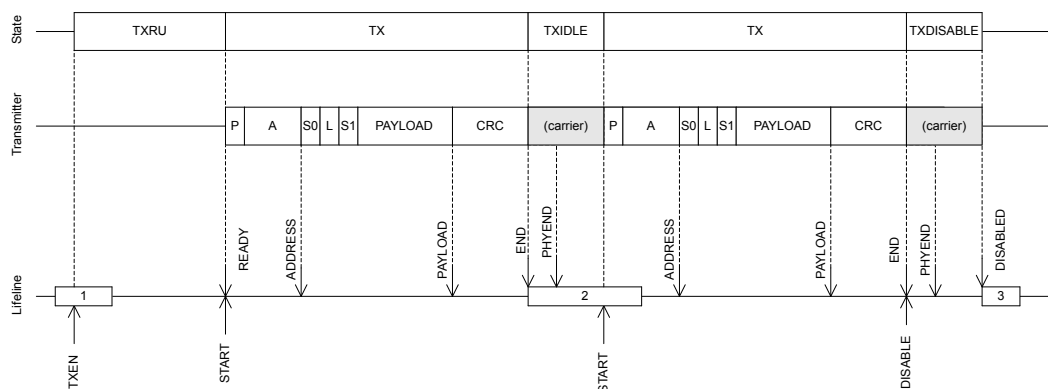 State
TXRU
TX
TXIDLE
TX
TXDISABLE
Transmitter
P
A
S0
L
S1
PAYLOAD
CRC
(carrier)
P
A
S0
L
S1
PAYLOAD
CRC
(carrier)
READY
ADDRESS
PAYLOAD
END
PHYEND
ADDRESS
PAYLOAD
END
PHYEND
DISABLED
Lifeline
1
2
3
TXEN
START
START
DISABLE